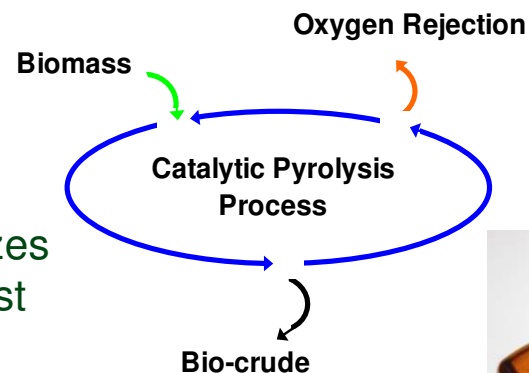 Oxygen Rejection
Biomass
Catalytic Pyrolysis
Process
Bio-crude